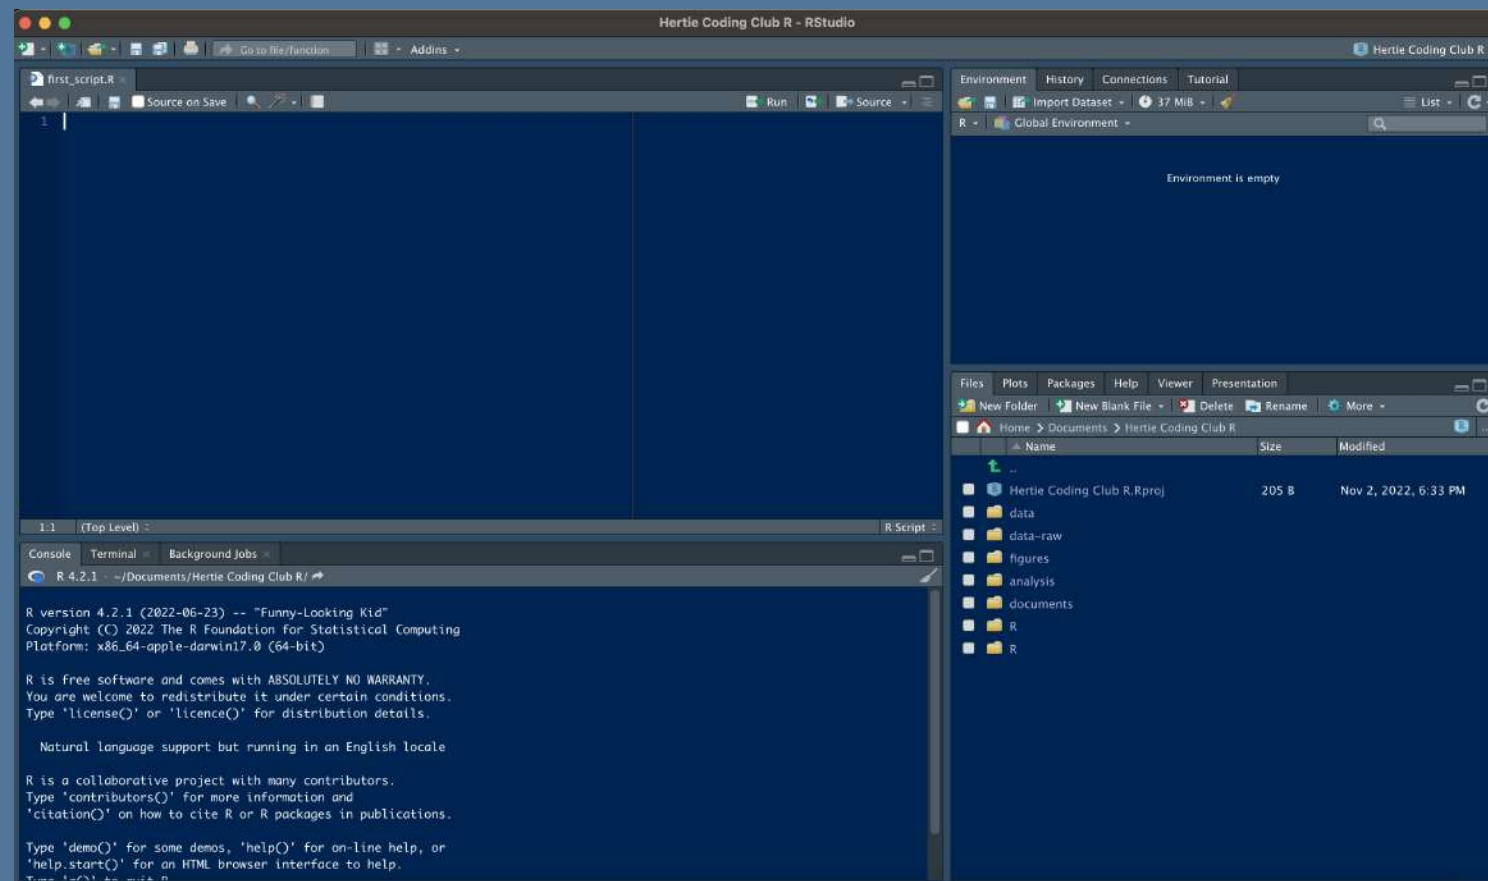 Hertie Coding Club R - RStudio
Go to file/function
Addins
Hertie Coding Club R
first_script.R
Source on Save
Run
Source
1
1:1
(Top Level)
R Script
Console
Terminal
Background Jobs
R 4.2.1 · ~/Documents/Hertie Coding Club R/
R version 4.2.1 (2022-06-23) -- "Funny-Looking Kid"
Copyright (C) 2022 The R Foundation for Statistical Computing
Platform: x86_64-apple-darwin17.0 (64-bit)
R is free software and comes with ABSOLUTELY NO WARRANTY.
You are welcome to redistribute it under certain conditions.
Type 'license()' or 'licence()' for distribution details.
Natural language support but running in an English locale
R is a collaborative project with many contributors.
Type 'contributors()' for more information and
'citation()' on how to cite R or R packages in publications.
Type 'demo()' for some demos, 'help()' for on-line help, or
'help.start()' for an HTML browser interface to help.
Type 'q()' to quit R.
Environment
History
Connections
Tutorial
Import Dataset
37 MiB
List
R
Global Environment
Environment is empty
Files
Plots
Packages
Help
Viewer
Presentation
New Folder
New Blank File
Delete
Rename
More
Home > Documents > Hertie Coding Club R
Name
Size
Modified
..
Hertie Coding Club R.Rproj
205 B
Nov 2, 2022, 6:33 PM
data
data-raw
figures
analysis
documents
R
R